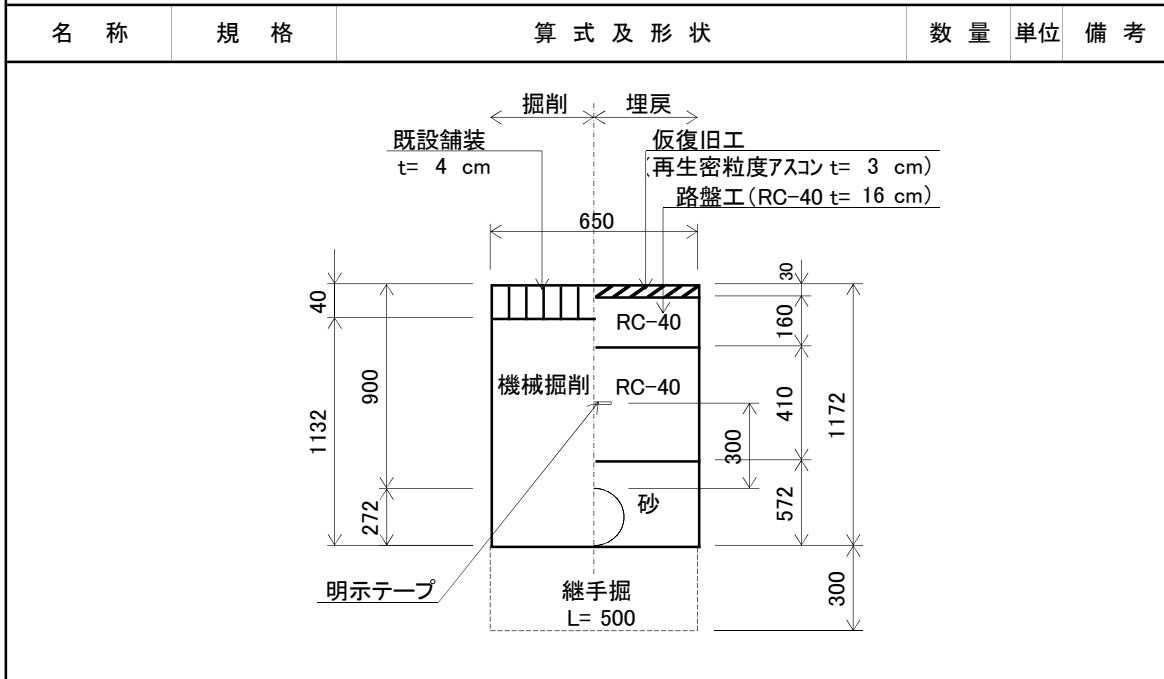 名 称 規 格 算 式 及 形 状 数 量 単位 備 考
掘削 埋戻
既設舗装 仮復旧工
t= 4 cm (再生密粒度アスコン t= 3 cm)
路盤工(RC-40 t= 16 cm)
650
30
40
RC-40 160
900 機械掘削 RC-40 410
1132 300 1172
272 砂 572
明示テープ 継手掘 300
L= 500